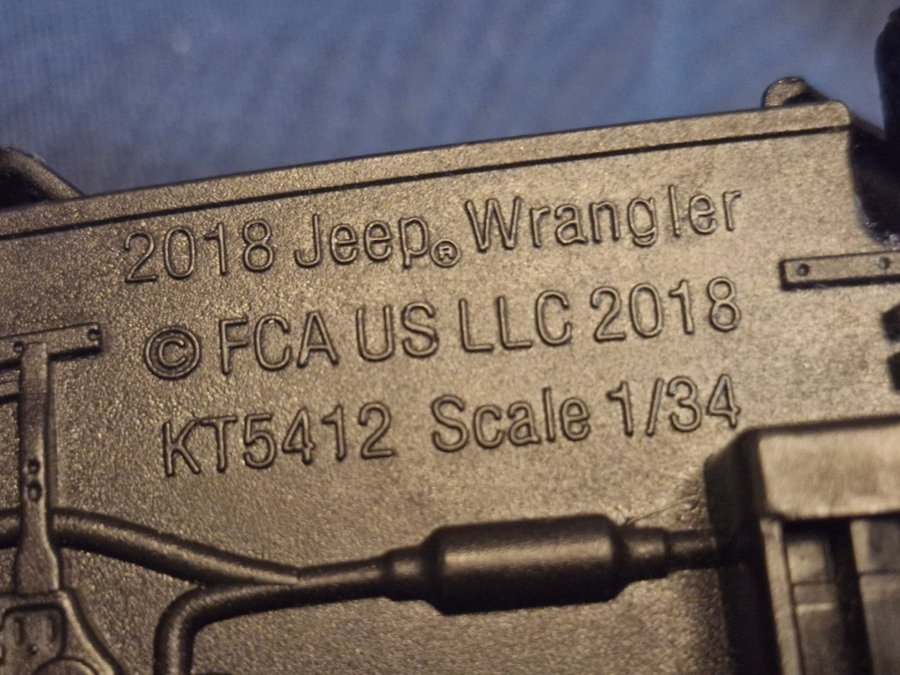 2018 Jeep® Wrangler
© FCA US LLC 2018
KT5412 Scale 1/34